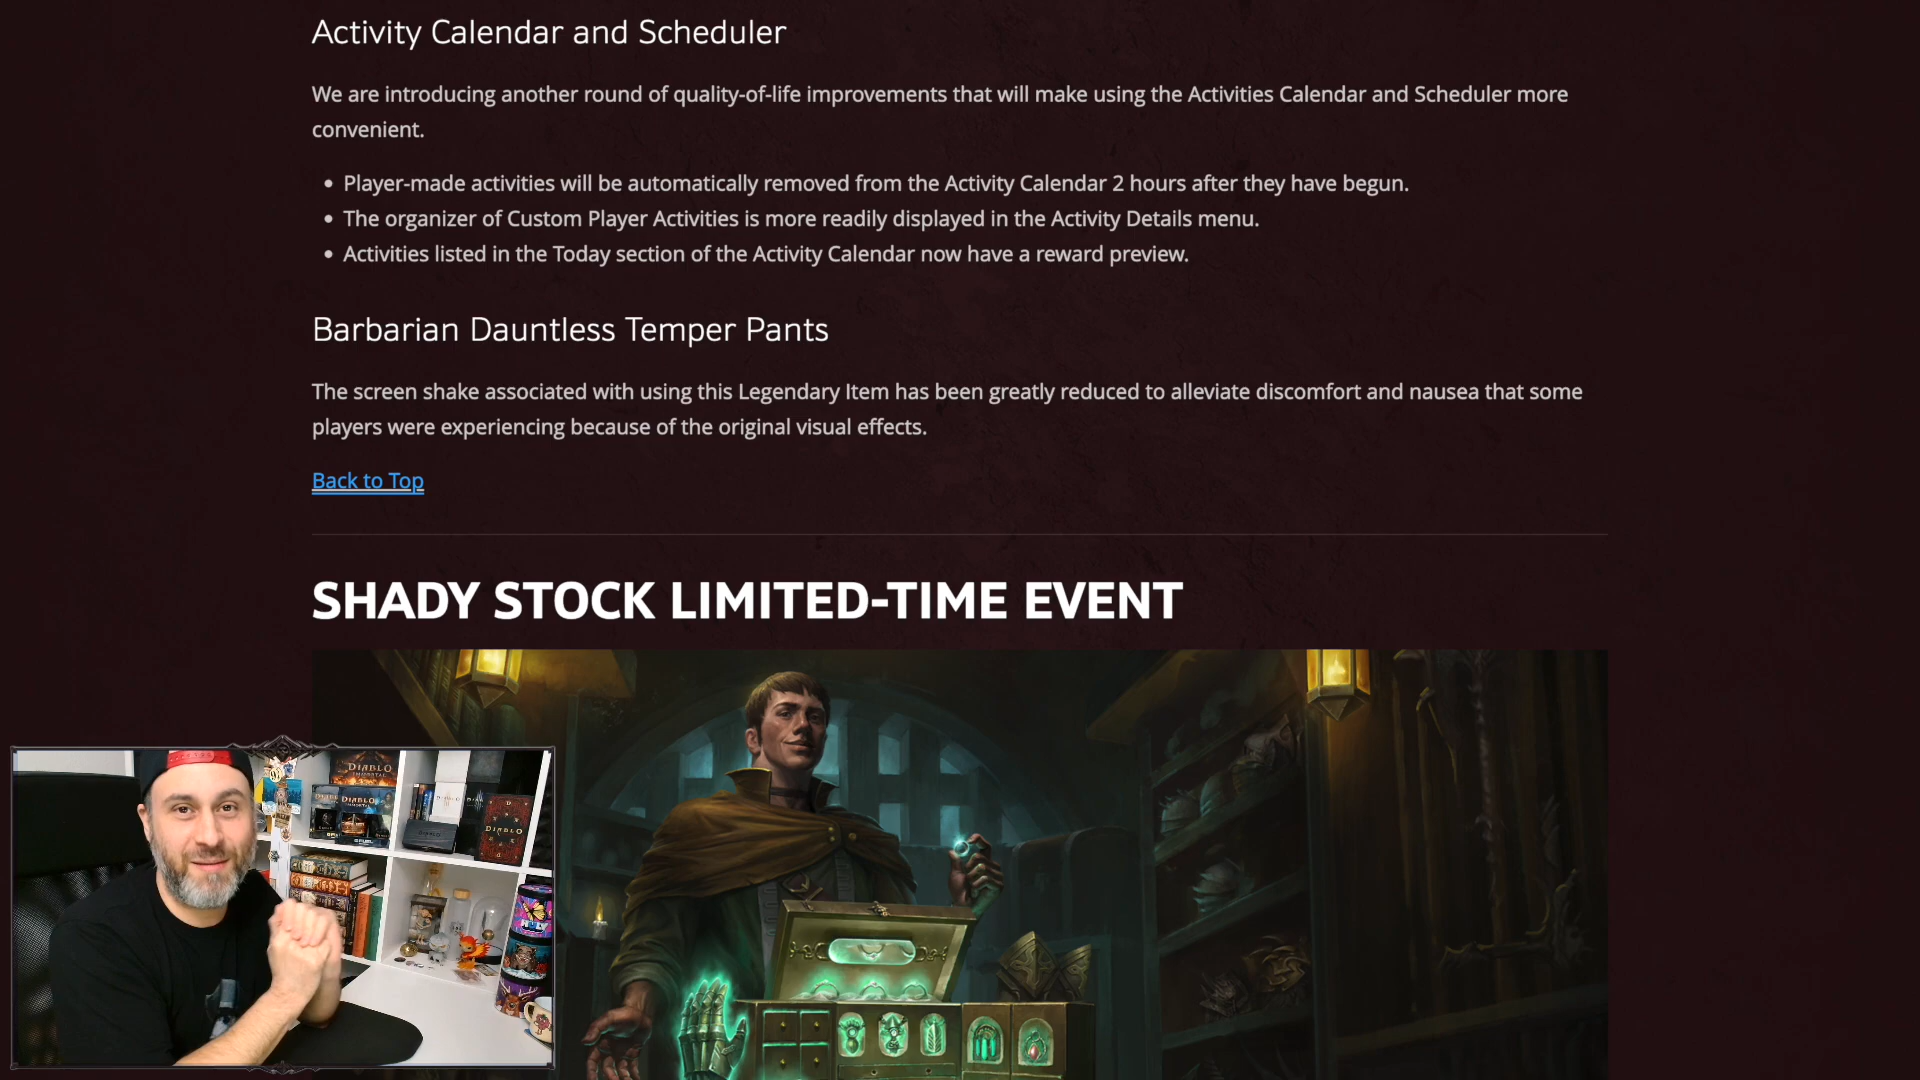 Activity Calendar and Scheduler
We are introducing another round of quality-of-life improvements that will make using the Activities Calendar and Scheduler more
convenient.
• Player-made activities will be automatically removed from the Activity Calendar 2 hours after they have begun.
• The organizer of Custom Player Activities is more readily displayed in the Activity Details menu.
• Activities listed in the Today section of the Activity Calendar now have a reward preview.
Barbarian Dauntless Temper Pants
The screen shake associated with using this Legendary Item has been greatly reduced to alleviate discomfort and nausea that some
players were experiencing because of the original visual effects.
Back to Top
SHADY STOCK LIMITED-TIME EVENT
DIABLO
IMMORTAL
DIABLO
DIABLO
HOLY